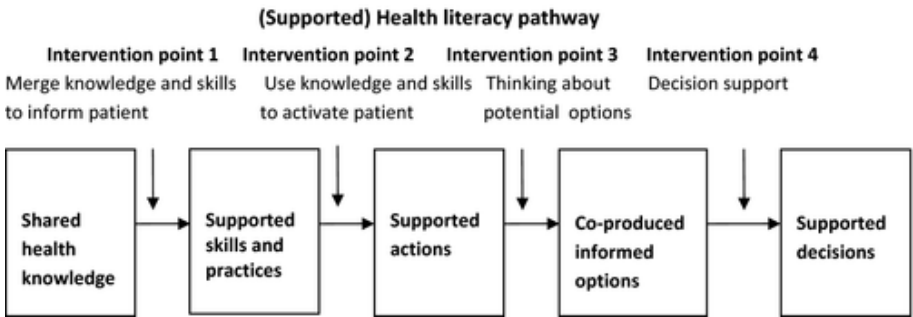 (Supported) Health literacy pathway
Intervention point 1
Merge knowledge and skills
to inform patient
Intervention point 2
Use knowledge and skills
to activate patient
Intervention point 3
Thinking about
potential options
Intervention point 4
Decision support
Shared
health
knowledge
Supported
skills and
practices
Supported
actions
Co-produced
informed
options
Supported
decisions